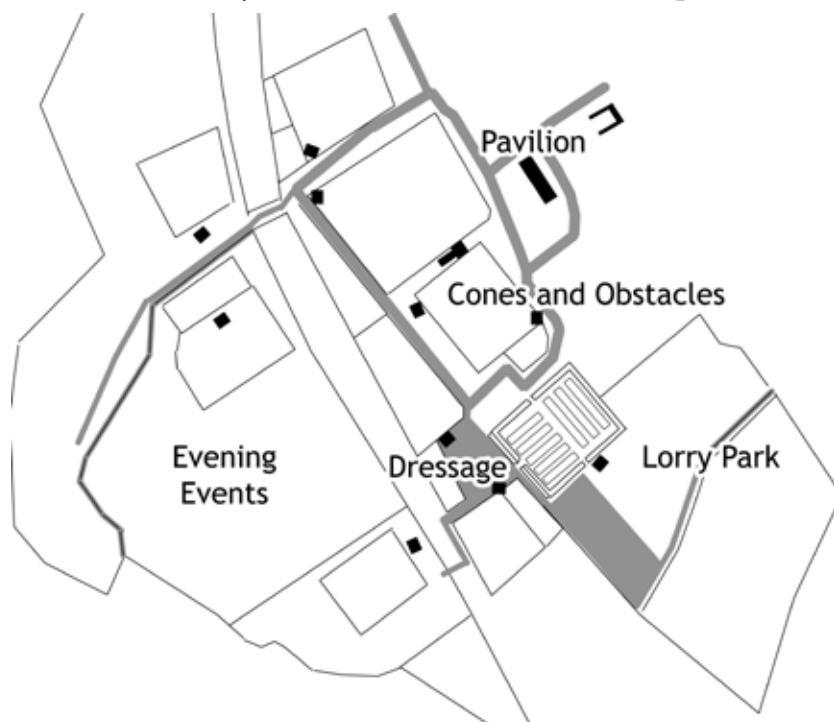 Pavilion
Cones and Obstacles
Evening
Events
Dressage
Lorry Park